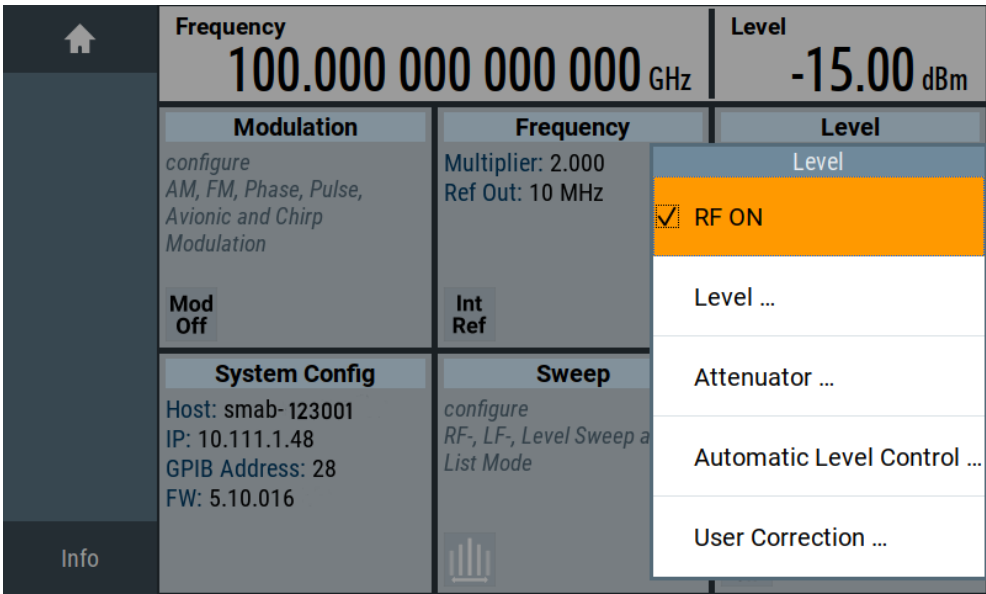 Frequency
100.000 000 000 000 GHz
Level
-15.00 dBm
Modulation
configure
AM, FM, Phase, Pulse,
Avionic and Chirp
Modulation
Mod
Off
Frequency
Multiplier: 2.000
Ref Out: 10 MHz
Int
Ref
Level
Level
RF ON
Level ...
Attenuator ...
Automatic Level Control ...
User Correction ...
System Config
Host: smab-123001
IP: 10.111.1.48
GPIB Address: 28
FW: 5.10.016
Sweep
configure
RF-, LF-, Level Sweep a
List Mode
Info